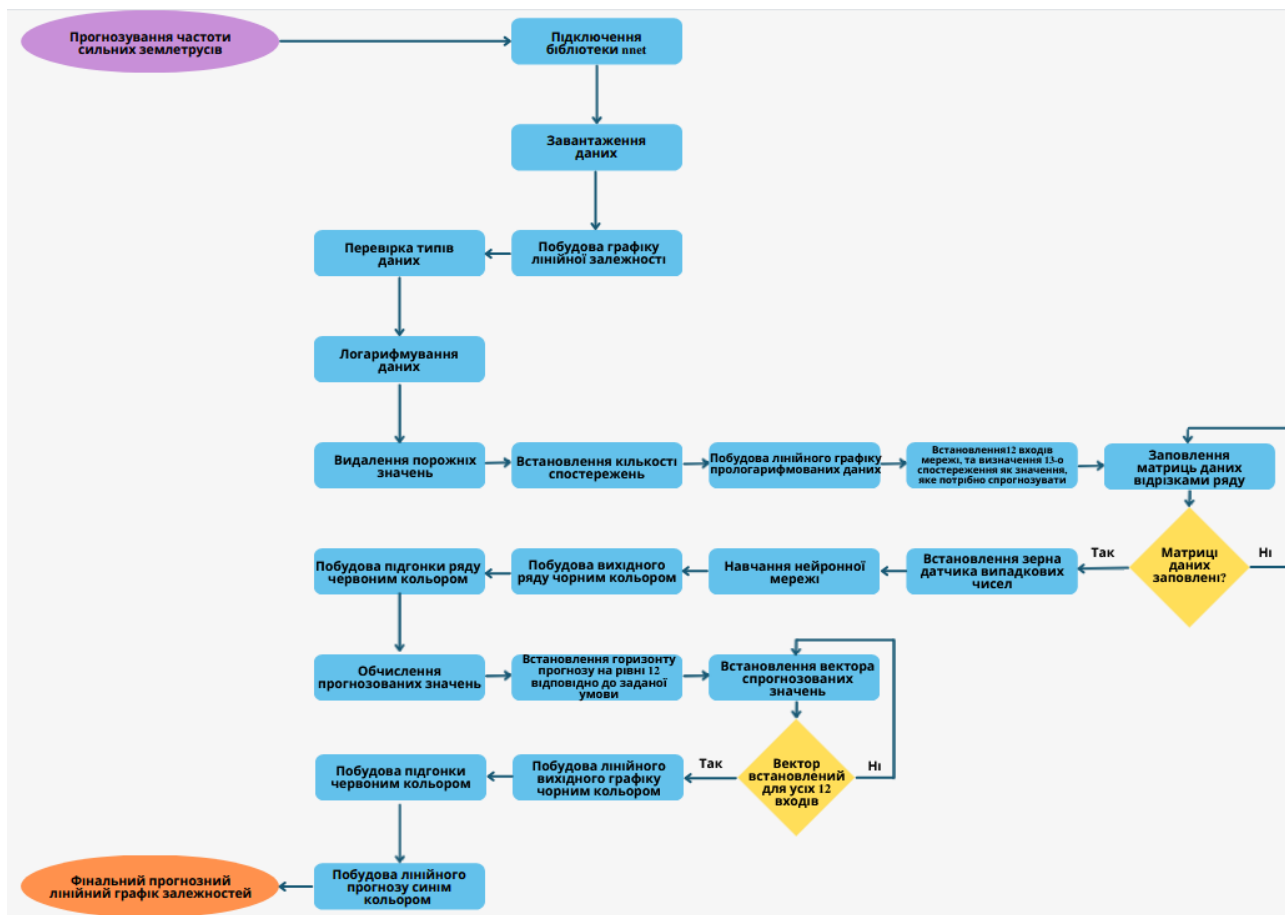 Прогнозування частоти
сильних землетрусів
Підключення
бібліотеки nnet
Завантаження
даних
Побудова графіку
лінійної залежності
Перевірка типів
даних
Логарифмування
даних
Видалення порожніх
значень
Встановлення кількості
спостережень
Побудова лінійного графіку
прологарифмованих даних
Встановлення12 входів
мережі, та визначення 13-о
спостереження як значення,
яке потрібно спрогнозувати
Заповлення
матриць даних
відрізками ряду
Матриці
даних
заповлені?
Ні
Так
Встановлення зерна
датчика випадкових
чисел
Навчання нейронної
мережі
Побудова вихідного
ряду чорним кольором
Побудова підгонки ряду
червоним кольором
Обчислення
прогнозованих значень
Встановлення горизонту
прогнозу на рівні 12
відповідно до заданої
умови
Встановлення вектора
спрогнозованих
значень
Вектор
встановлений
для усіх 12
входів
Ні
Так
Побудова лінійного
вихідного графіку
чорним кольором
Побудова підгонки
червоним кольором
Побудова лінійного
прогнозу синім
кольором
Фінальний прогнозний
лінійний графік залежностей